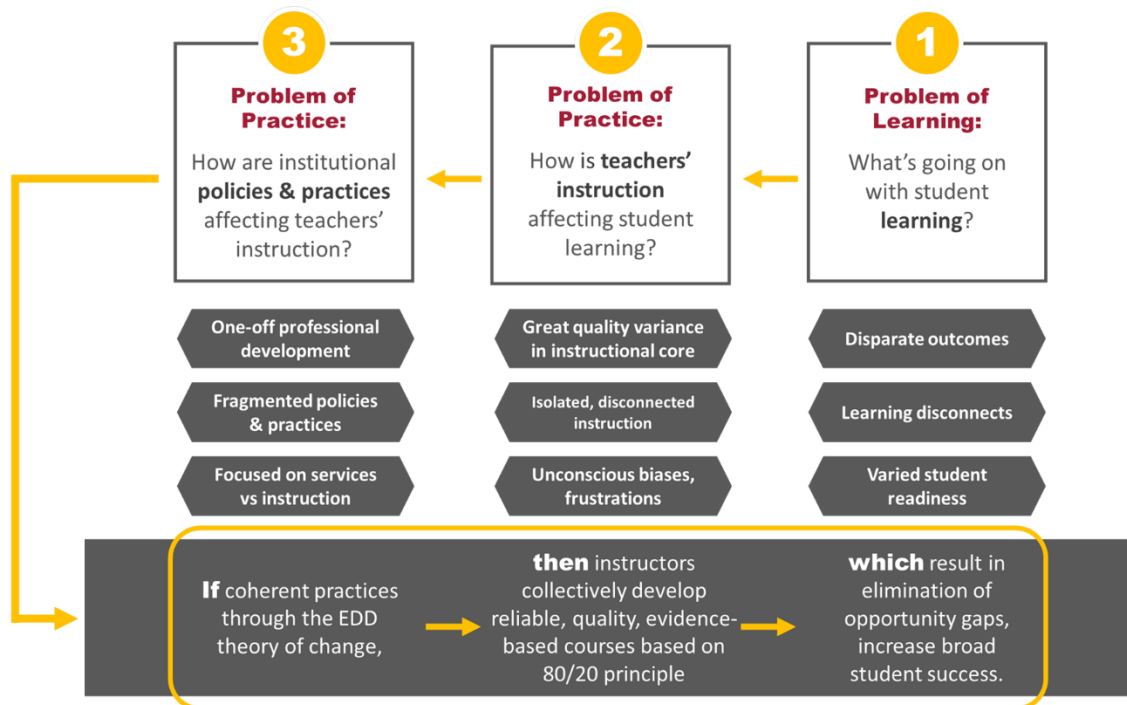 3
Problem of
Practice:
How are institutional
policies & practices
affecting teachers’
instruction?
2
Problem of
Practice:
How is teachers’
instruction
affecting student
learning?
1
Problem of
Learning:
What’s going on
with student
learning?
One-off professional
development
Great quality variance
in instructional core
Disparate outcomes
Fragmented policies
& practices
Isolated, disconnected
instruction
Learning disconnects
Focused on services
vs instruction
Unconscious biases,
frustrations
Varied student
readiness
If coherent practices
through the EDD
theory of change,
then instructors
collectively develop
reliable, quality, evidence-
based courses based on
80/20 principle
which result in
elimination of
opportunity gaps,
increase broad
student success.